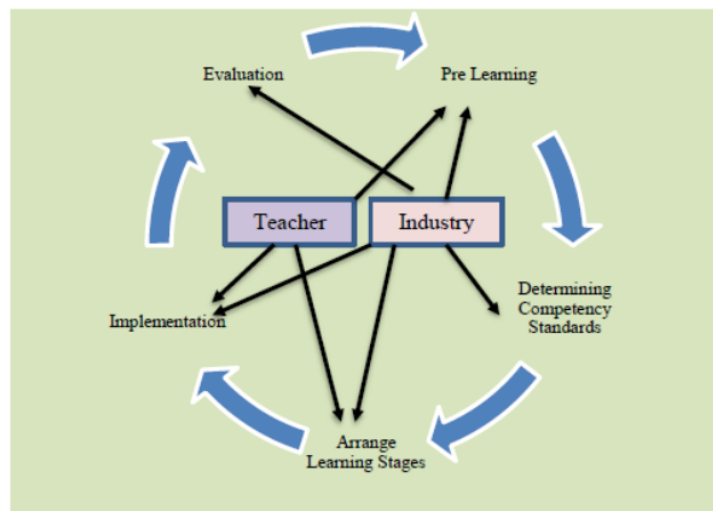 Evaluation
Pre Learning
Teacher
Industry
Determining
Competency
Standards
Implementation
Arrange
Learning Stages